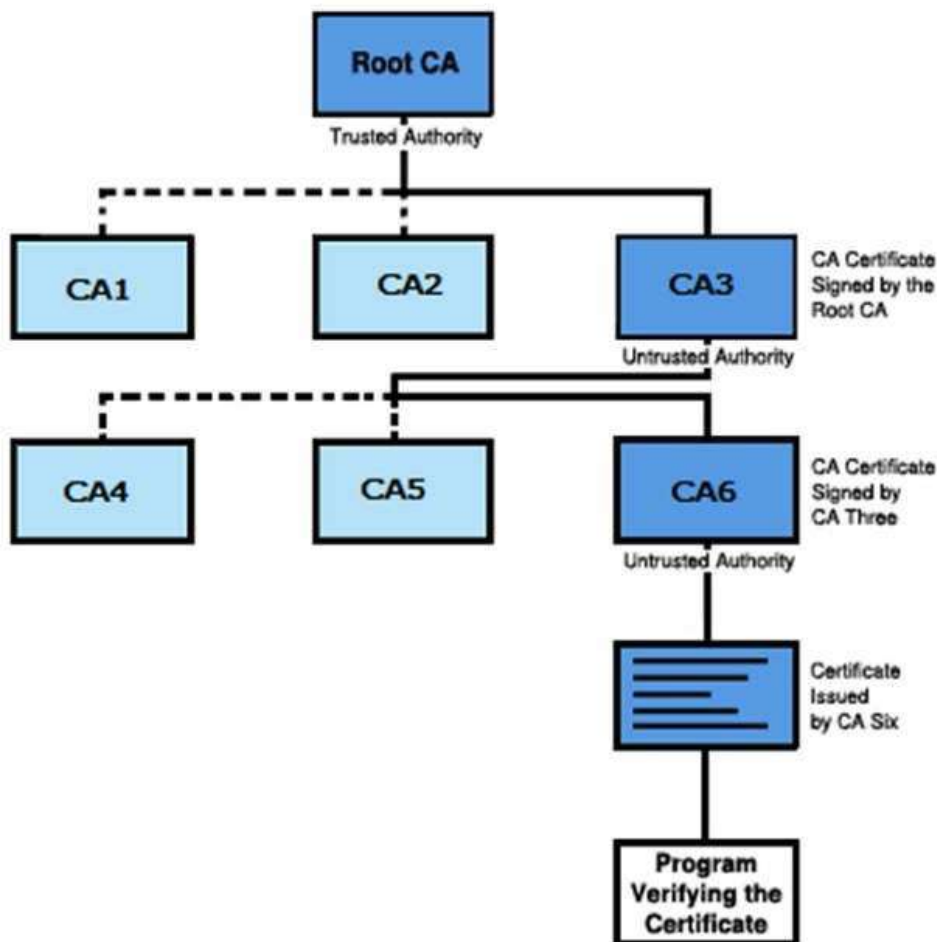 Root CA
Trusted Authority
CA1
CA2
CA3
CA Certificate
Signed by the
Root CA
Untrusted Authority
CA4
CA5
CA6
CA Certificate
Signed by
CA Three
Untrusted Authority
Certificate
Issued
by CA Six
Program
Verifying the
Certificate